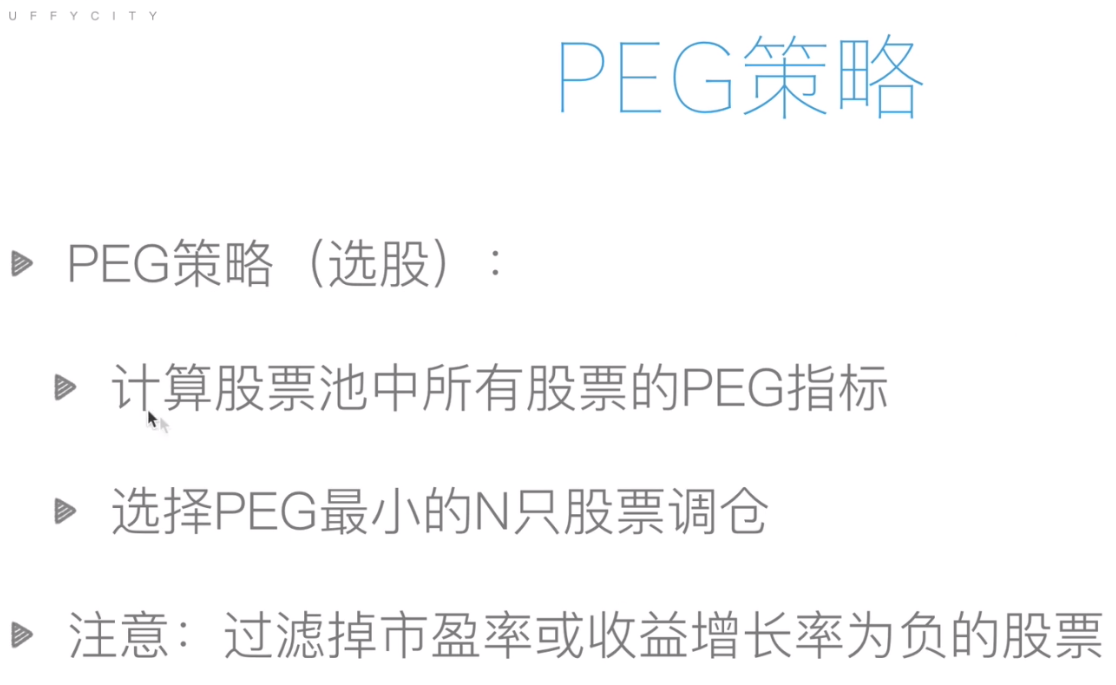 UFFYCITY
PEG策略
PEG策略（选股）：
计算股票池中所有股票的PEG指标
选择PEG最小的N只股票调仓
注意：过滤掉市盈率或收益增长率为负的股票